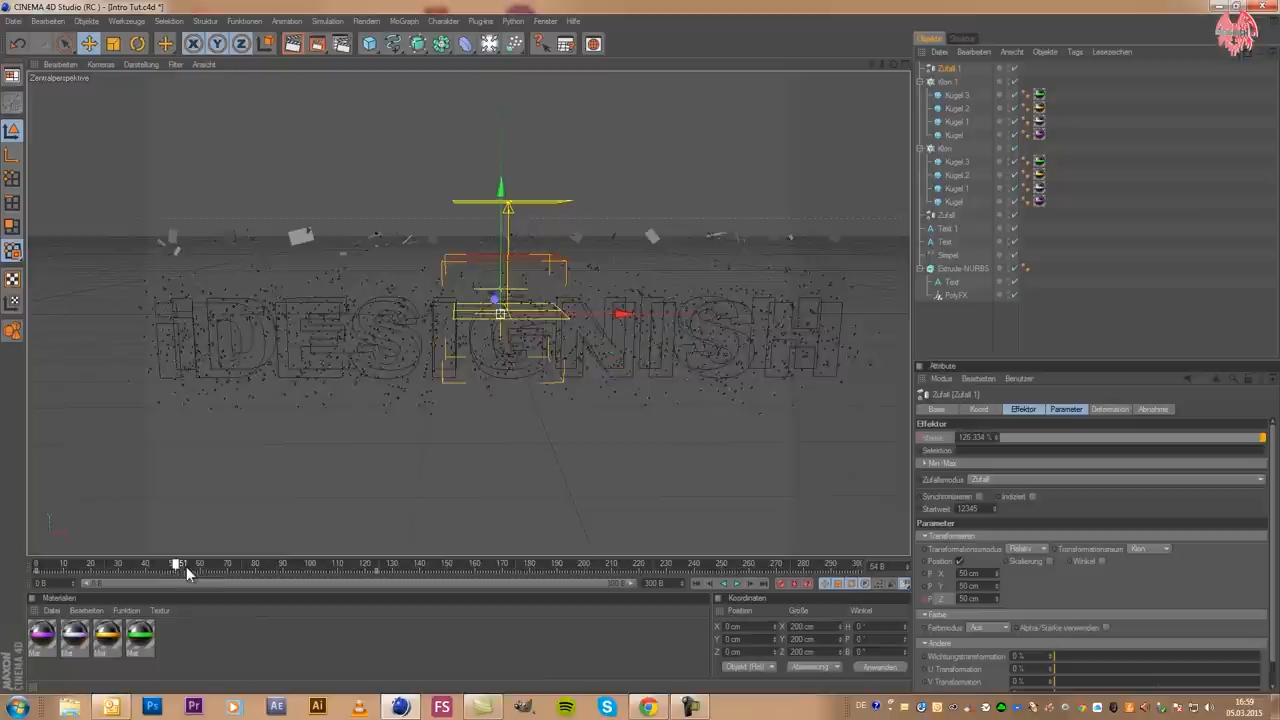 CINEMA 4D Studio (RC) - [Intro Tut.c4d *]
Datei Bearbeiten Objekte Werkzeuge Selektion Struktur Funktionen Animation Simulation Rendern MoGraph Charakter Plug-ins Python Fenster Hilfe
Bearbeiten Kameras Darstellung Filter Ansicht
Zentralperspektive
iDESIGNISH
0 10 20 30 40 60 70 80 90 100 110 120 130 140 150 160 170 180 190 200 210 220 230 240 250 260 270 280 290 300
54 B
0 B 0 B 300 B 300 B
Materialien
Datei Bearbeiten Funktion Textur
Mat Mat Mat Mat
Koordinaten
Position Größe Winkel
X 0 cm X 200 cm H 0 °
Y 0 cm Y 200 cm P 0 °
Z 0 cm Z 200 cm B 0 °
Objekt (Rel) Abmessung Anwenden
Objekte Struktur
Datei Bearbeiten Ansicht Objekte Tags Lesezeichen
Zufall 1
Klon 1
Kugel 3
Kugel 2
Kugel 1
Kugel
Klon
Kugel 3
Kugel 2
Kugel 1
Kugel
Zufall
Text 1
Text
Simpel
Extrude-NURBS
Text
PolyFX
Attribute
Modus Bearbeiten Benutzer
Zufall [Zufall 1]
Basis Koord Effektor Parameter Deformation Abnahme
Effektor
126.334 %
Selektion
Min/Max
Zufallsmodus Zufall
Synchronisieren Indiziert
Startwert 12345
Parameter
Transformieren
Transformationsmodus Relativ Transformationsraum Klon
Position Skalierung Winkel
P . X 50 cm
P . Y 50 cm
P . Z 50 cm
Farbe
Farbmodus Aus Alpha/Stärke verwenden
Andere
Wichtungstransformation 0 %
U Transformation 0 %
V Transformation 0 %
MAXON CINEMA 4D
Ps Pr AE Ai FS
DE
16:59
05.03.2015